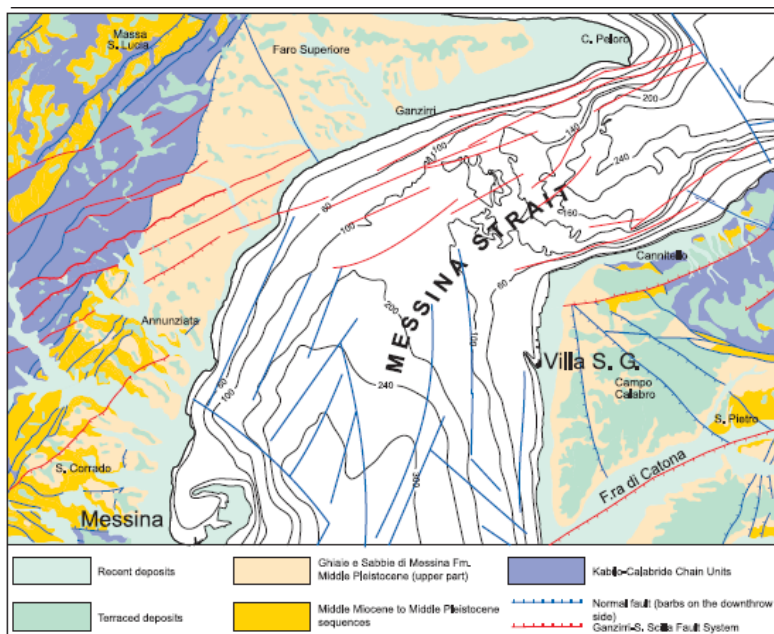 Massa
S. Lucia
Faro Superiore
C. Peloro
Ganzirri
200
140
100
240
60
160
100
MESSINA STRAIT
Cannitello
60
Annunziata
200
100
Villa S. G.
60
100
240
Campo
Calabro
S. Pietro
S. Corrado
300
F.ra di Catona
Messina
Recent deposits
Ghiaie e Sabbie di Messina Fm.
Middle Pleistocene (upper part)
Kabilo-Calabride Chain Units
Terraced deposits
Middle Miocene to Middle Pleistocene
sequences
Normal fault (barbs on the downthrow
side)
Ganzirri-S. Scilla Fault System